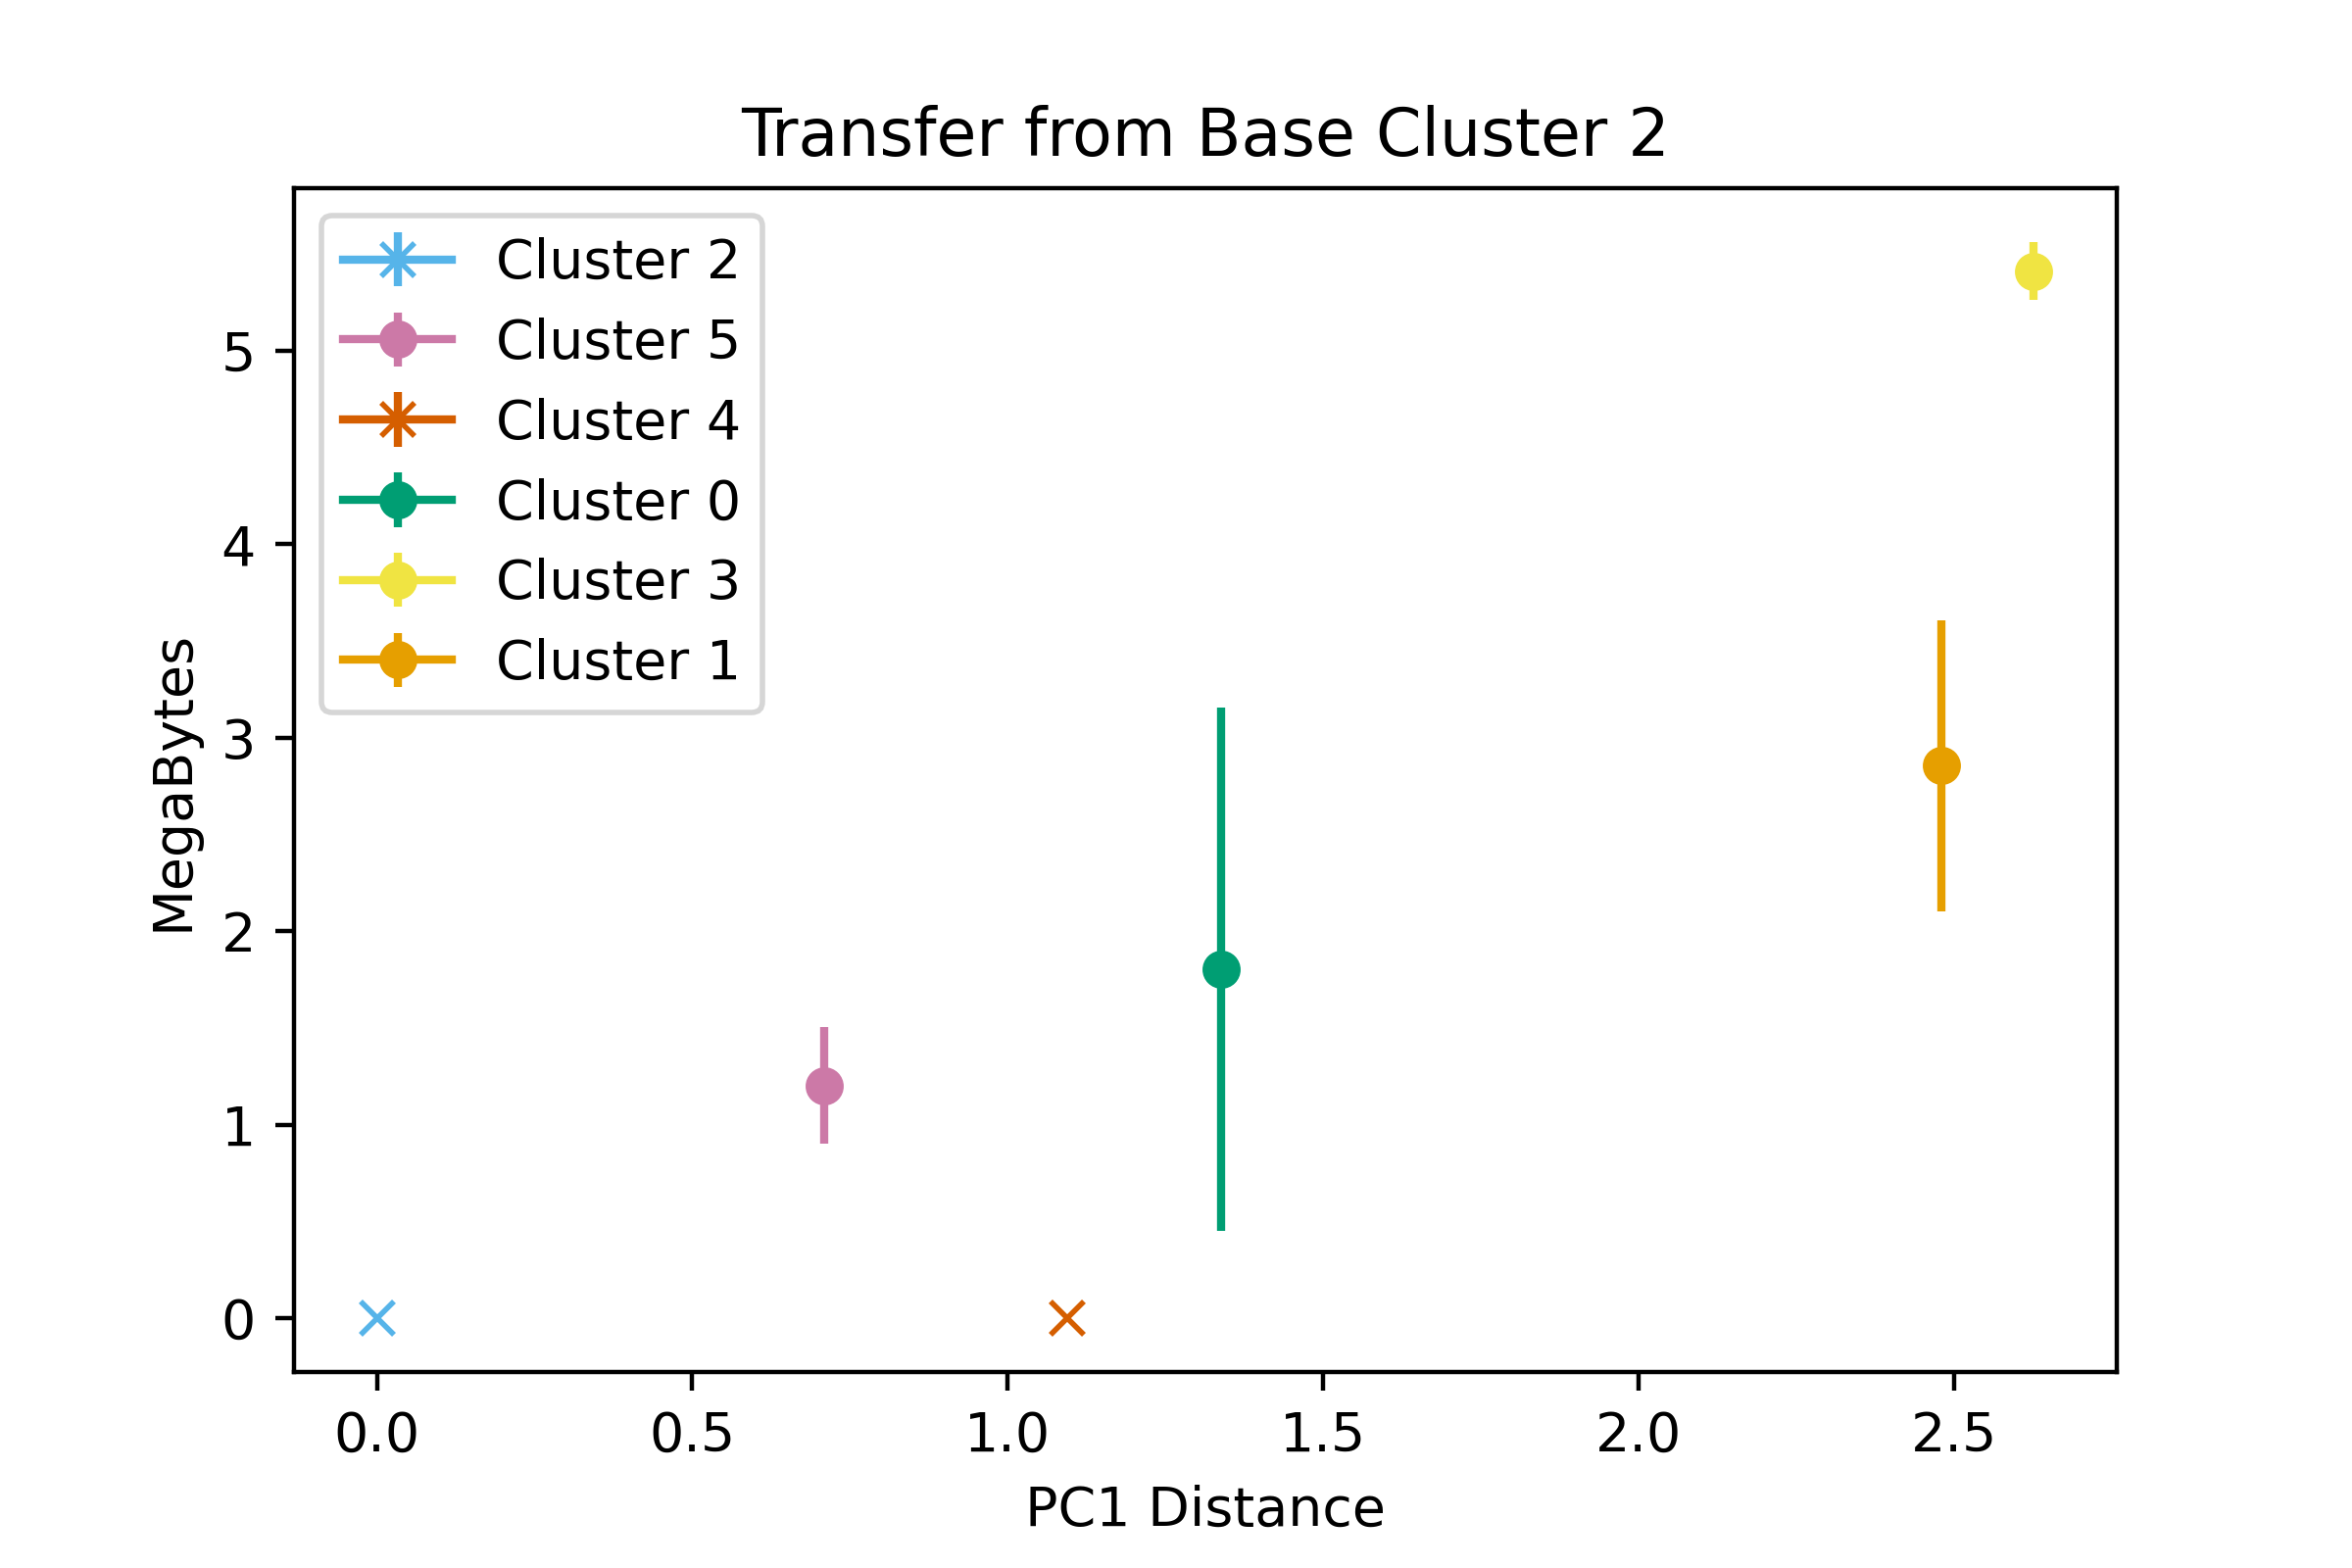 Transfer from Base Cluster 2
Cluster 2
Cluster 5
Cluster 4
Cluster 0
Cluster 3
Cluster 1
MegaBytes
5
4
3
2
1
0
0.0 0.5 1.0 1.5 2.0 2.5
PC1 Distance